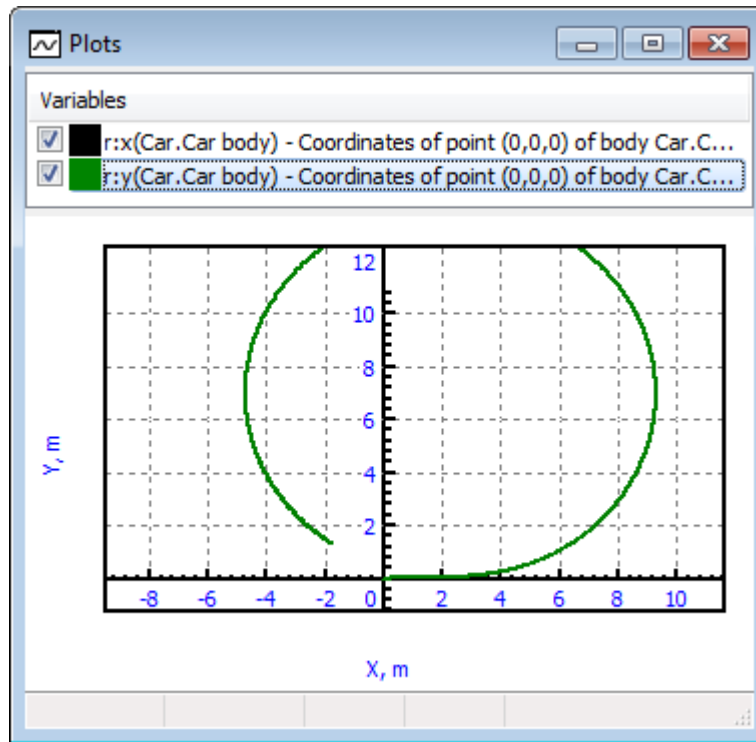 Plots
Variables
r:x(Car.Car body) - Coordinates of point (0,0,0) of body Car.C...
r:y(Car.Car body) - Coordinates of point (0,0,0) of body Car.C...
12
10
8
6
4
2
Y, m
-8 -6 -4 -2 0 2 4 6 8 10
X, m